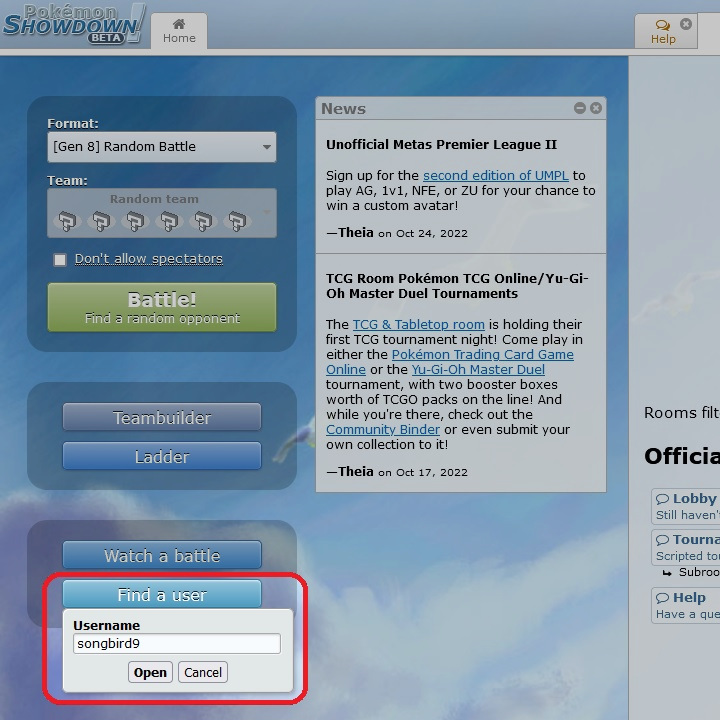 Pokémon
SHOWDOWN!
BETA
Home
Help
Format:
[Gen 8] Random Battle
Team:
Random team
? ? ? ? ? ?
Don't allow spectators
Battle!
Find a random opponent
Teambuilder
Ladder
Watch a battle
Find a user
Username
songbird9
Open Cancel
News
Unofficial Metas Premier League II
Sign up for the second edition of UMPL to
play AG, 1v1, NFE, or ZU for your chance to
win a custom avatar!
—Theia on Oct 24, 2022
TCG Room Pokémon TCG Online/Yu-Gi-
Oh Master Duel Tournaments
The TCG & Tabletop room is holding their
first TCG tournament night! Come play in
either the Pokémon Trading Card Game
Online or the Yu-Gi-Oh Master Duel
tournament, with two booster boxes
worth of TCGO packs on the line! And
while you're there, check out the
Community Binder or even submit your
own collection to it!
—Theia on Oct 17, 2022
Rooms filt
Officia
Lobby
Still haven'
Tourna
Scripted to
Subroo
Help
Have a que